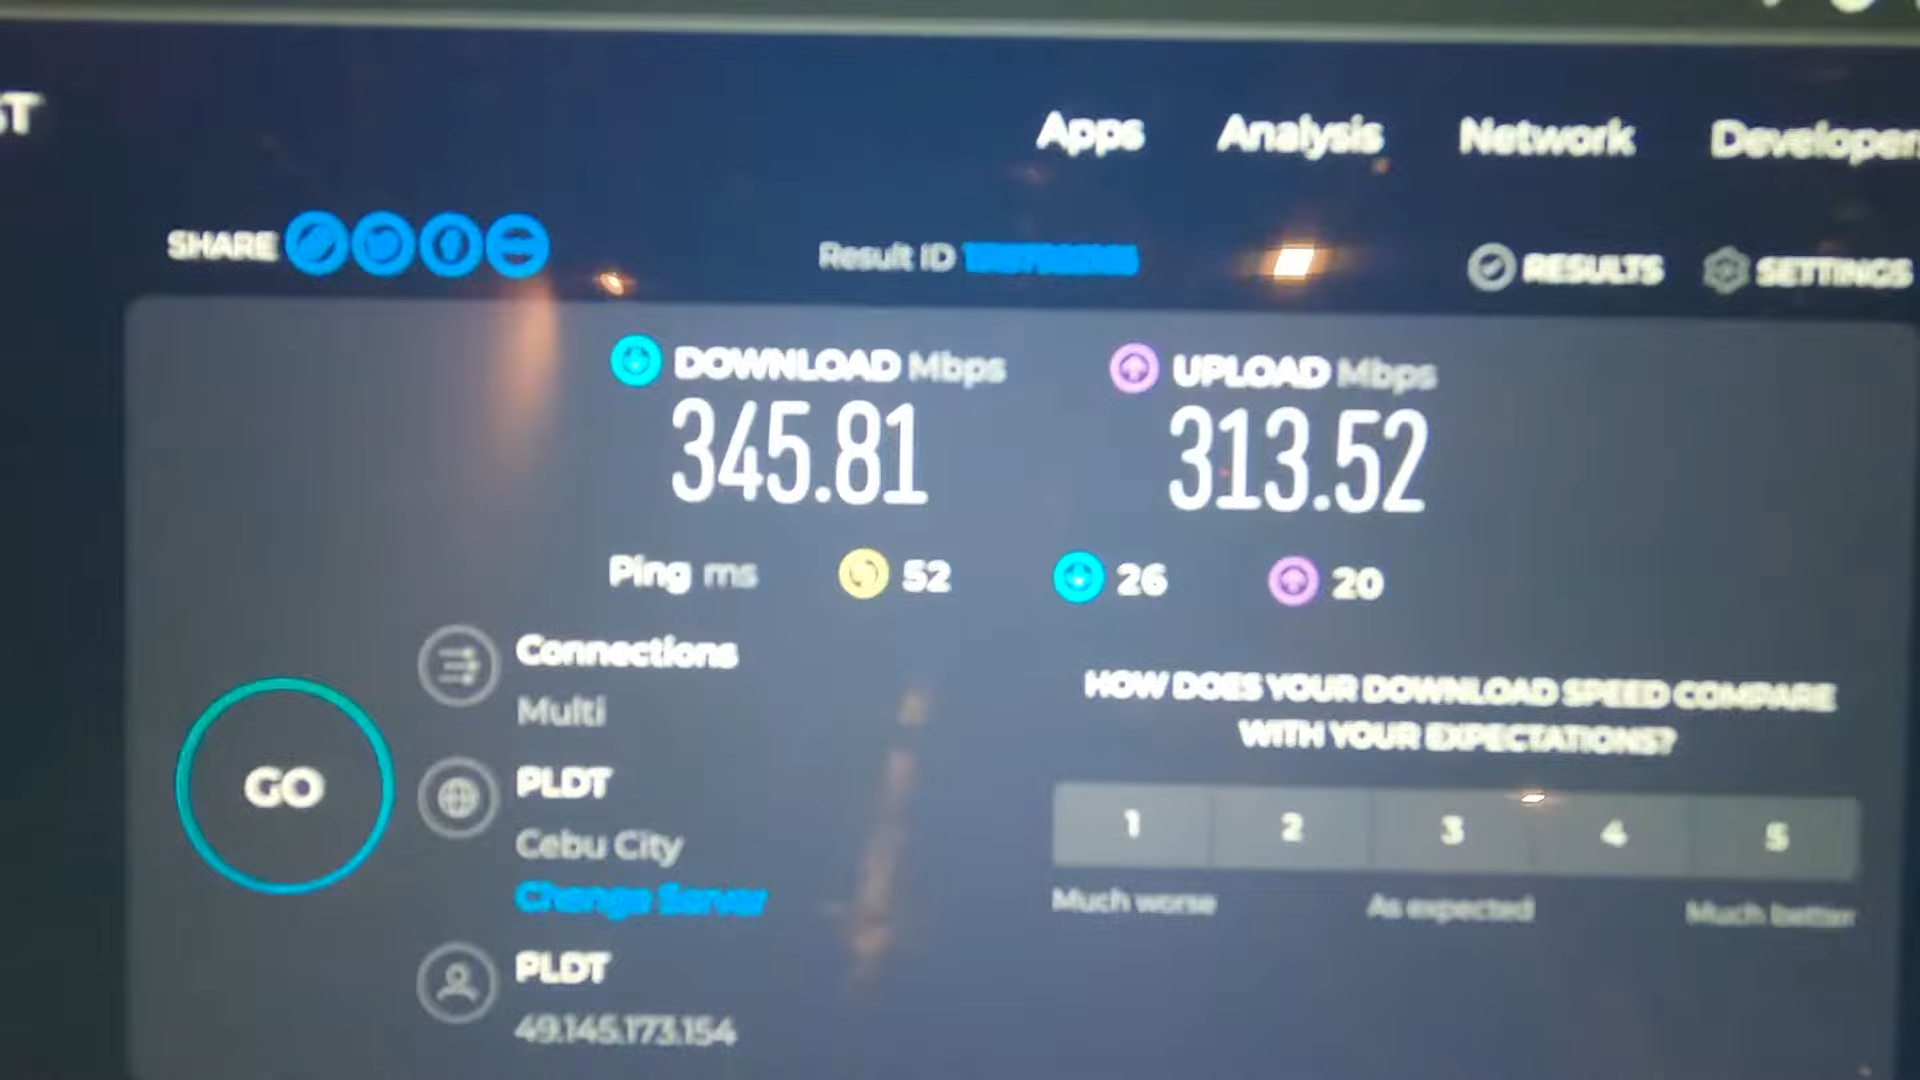 ST
Apps Analysis Network Developers
SHARE
Result ID
RESULTS
SETTINGS
DOWNLOAD Mbps
345.81
UPLOAD Mbps
313.52
Ping ms 52 26 20
Connections
Multi
PLDT
Cebu City
Change Server
PLDT
49.145.173.154
GO
HOW DOES YOUR DOWNLOAD SPEED COMPARE
WITH YOUR EXPECTATIONS?
1 2 3 4 5
Much worse As expected Much better